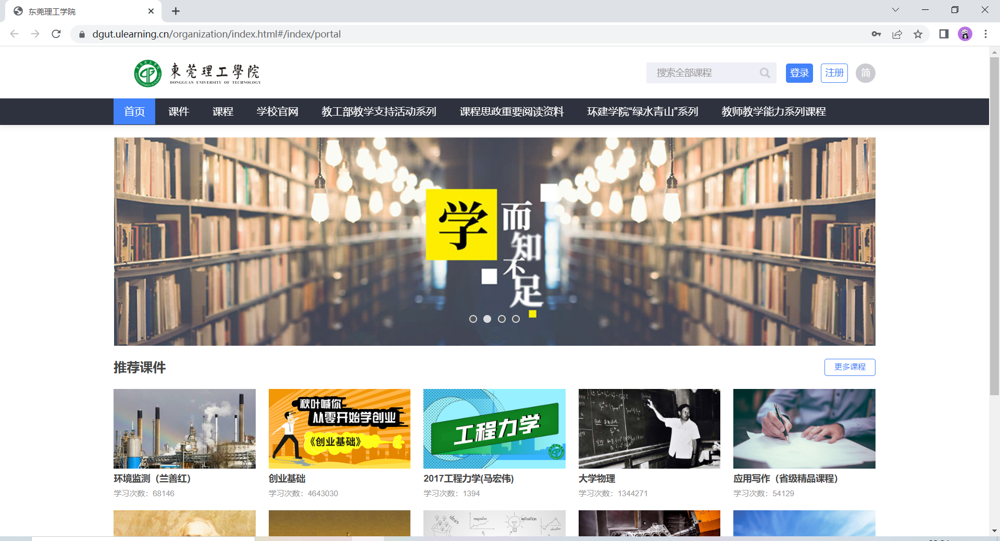 东莞理工学院
dgut.ulearning.cn/organization/index.html#/index/portal
東莞理工學院
DONGGUAN UNIVERSITY OF TECHNOLOGY
搜索全部课程
登录
注册
简
首页
课件
课程
学校官网
教工部教学支持活动系列
课程思政重要阅读资料
环建学院“绿水青山”系列
教师教学能力系列课程
学
而
知
不
足
推荐课件
更多课程
秋叶喊你
从零开始学创业
《创业基础》
工程力学
环境监测（兰善红）
学习次数：68146
创业基础
学习次数：4643030
2017工程力学(马宏伟)
学习次数：1394
大学物理
学习次数：1344271
应用写作（省级精品课程）
学习次数：54129
ideas
imagination
motivation
education